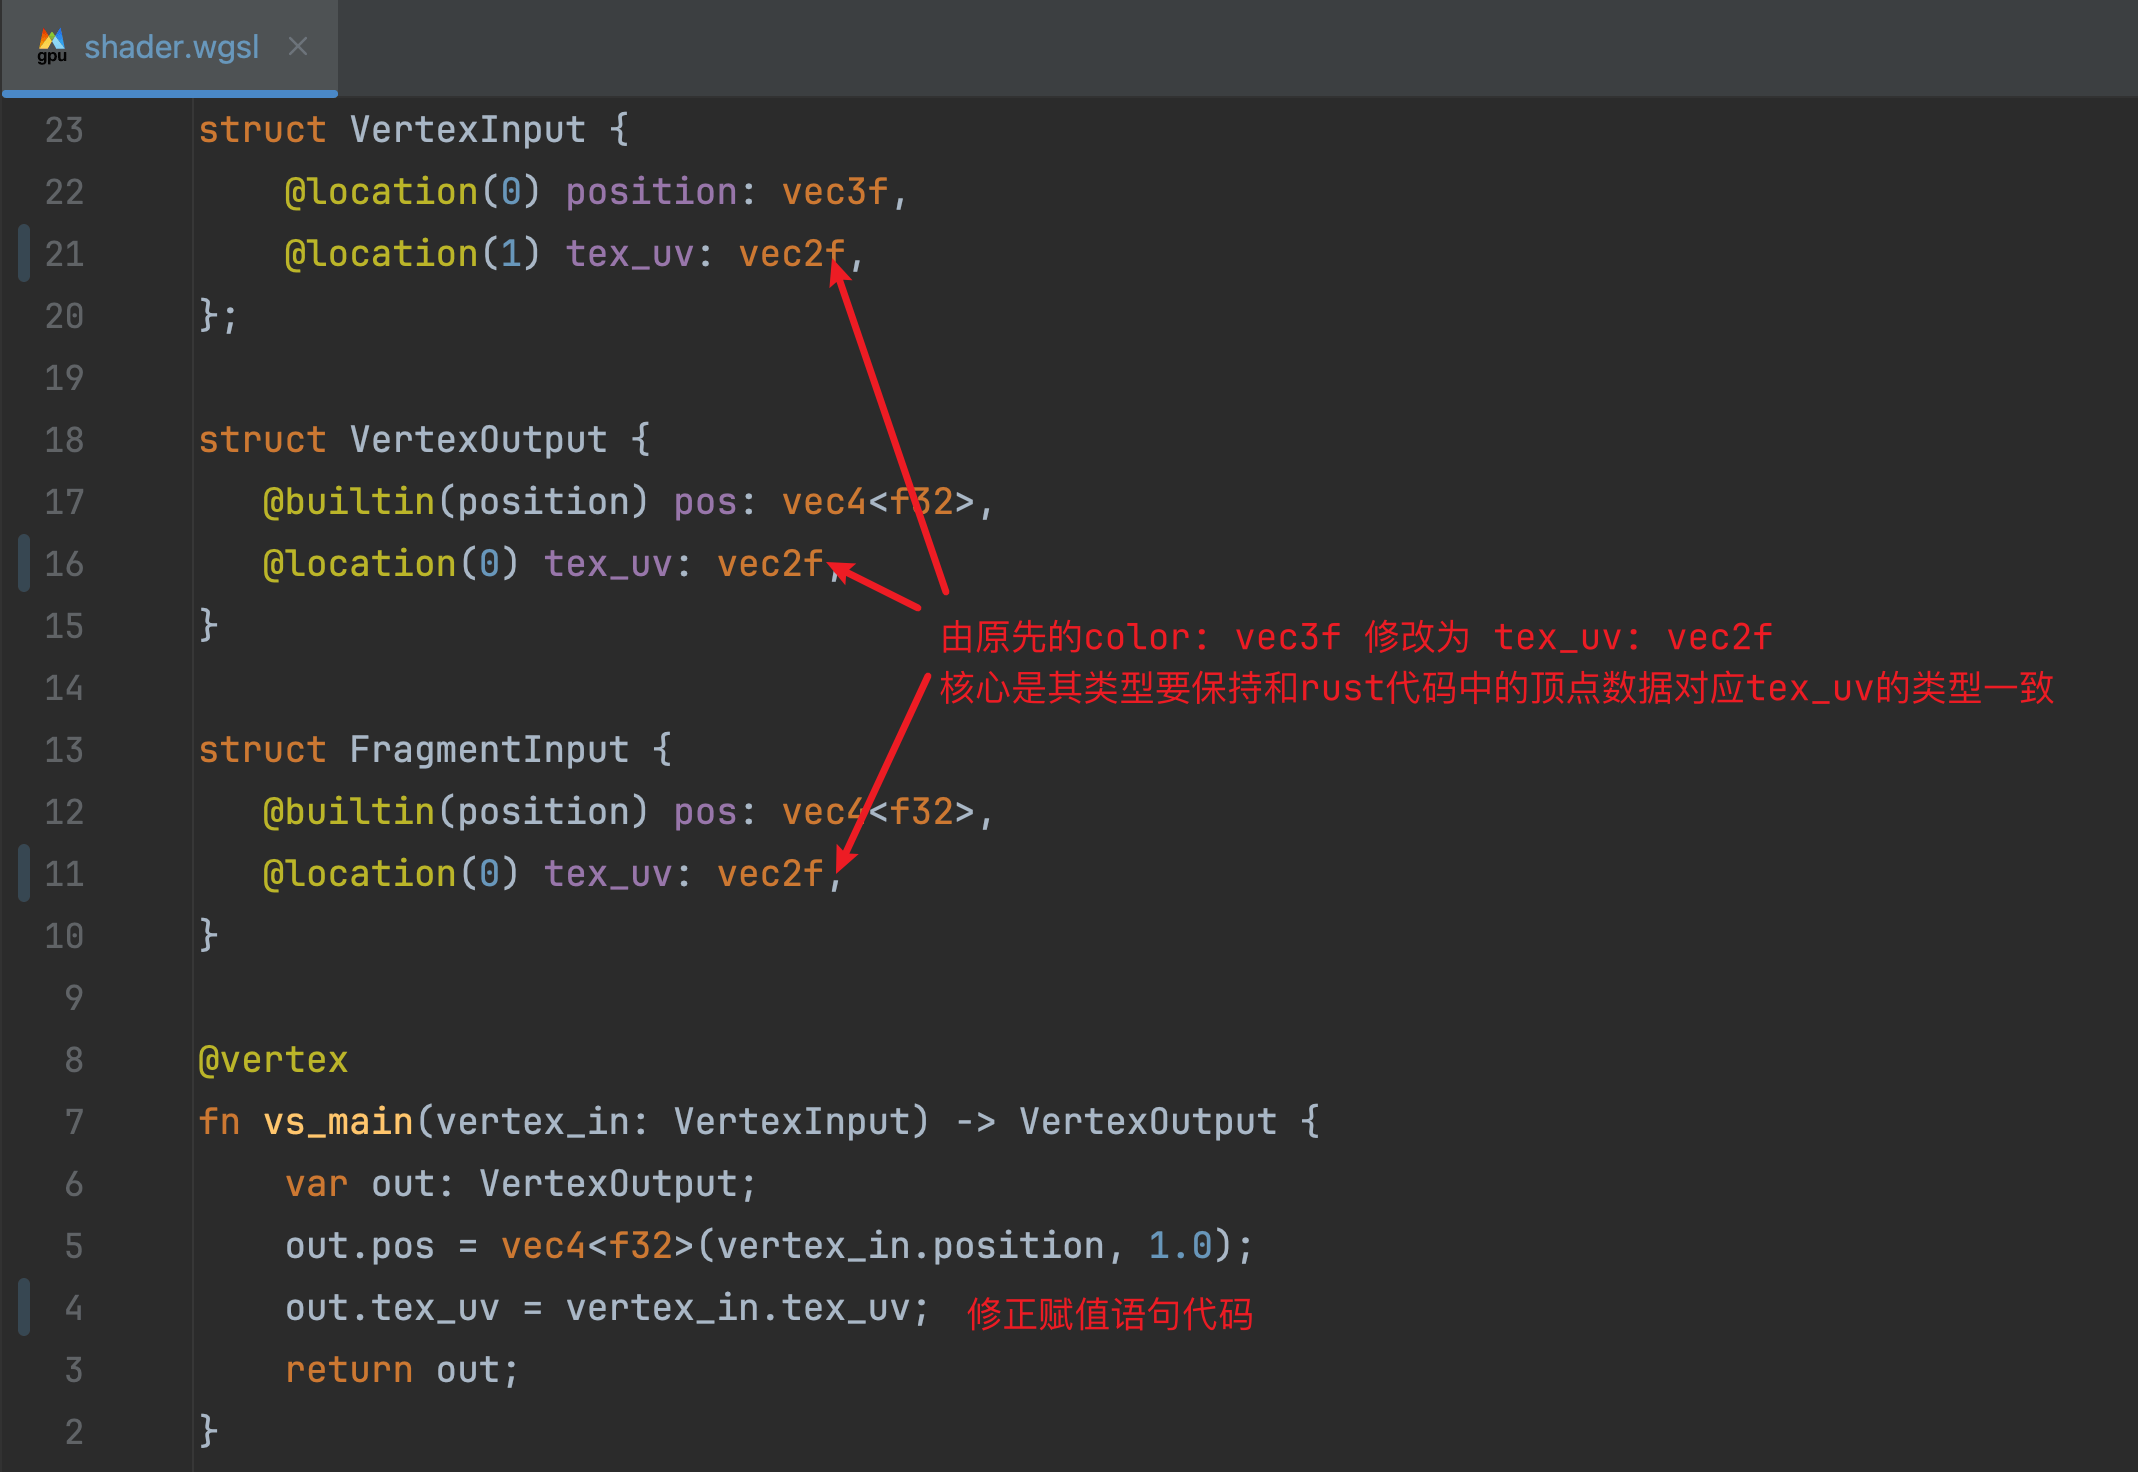 gpu shader.wgsl
23 struct VertexInput {
22 @location(0) position: vec3f,
21 @location(1) tex_uv: vec2f,
20 };
19
18 struct VertexOutput {
17 @builtin(position) pos: vec4<f32>,
16 @location(0) tex_uv: vec2f,
15 }
由原先的color: vec3f 修改为 tex_uv: vec2f
14
核心是其类型要保持和rust代码中的顶点数据对应tex_uv的类型一致
13 struct FragmentInput {
12 @builtin(position) pos: vec4<f32>,
11 @location(0) tex_uv: vec2f,
10 }
9
8 @vertex
7 fn vs_main(vertex_in: VertexInput) -> VertexOutput {
6 var out: VertexOutput;
5 out.pos = vec4<f32>(vertex_in.position, 1.0);
4 out.tex_uv = vertex_in.tex_uv; 修正赋值语句代码
3 return out;
2 }